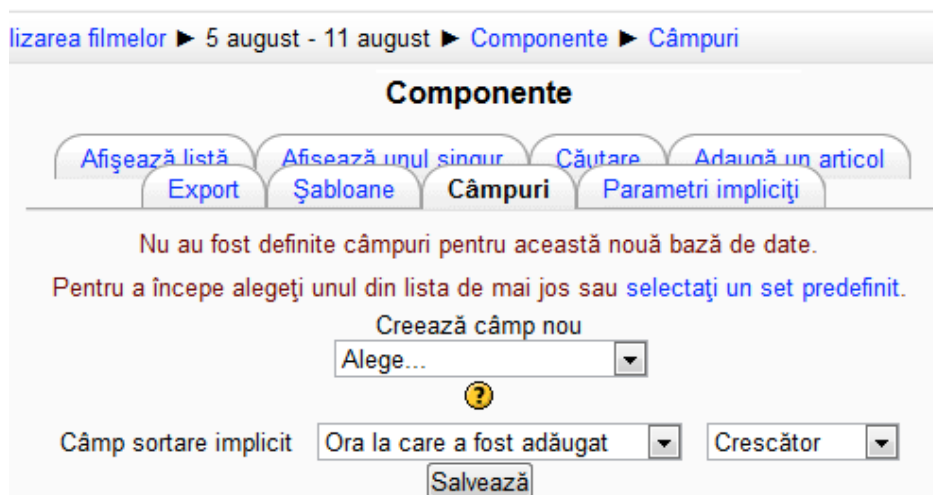 lizarea filmelor ► 5 august - 11 august ► Componente ► Câmpuri
Componente
Afişează listă Afişează unul singur Căutare Adaugă un articol
Export Şabloane Câmpuri Parametri impliciţi
Nu au fost definite câmpuri pentru această nouă bază de date.
Pentru a începe alegeţi unul din lista de mai jos sau selectaţi un set predefinit.
Creează câmp nou
Alege...
?
Câmp sortare implicit Ora la care a fost adăugat Crescător
Salvează